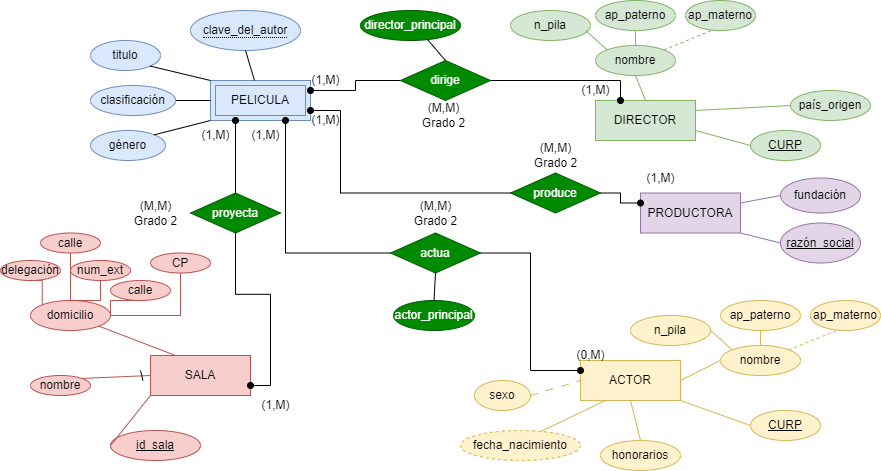 clave_del_autor
director_principal
n_pila
ap_paterno
ap_materno
titulo
nombre
clasificación
PELICULA
(1,M)
dirige
(1,M)
país_origen
(M,M)
Grado 2
DIRECTOR
género
(1,M)
(1,M)
(1,M)
CURP
(M,M)
Grado 2
(1,M)
produce
fundación
(M,M)
Grado 2
proyecta
(M,M)
Grado 2
PRODUCTORA
calle
actua
razón_social
delegación
num_ext
CP
calle
domicilio
actor_principal
n_pila
ap_paterno
ap_materno
(0,M)
nombre
SALA
ACTOR
nombre
sexo
(1,M)
CURP
id_sala
fecha_nacimiento
honorarios